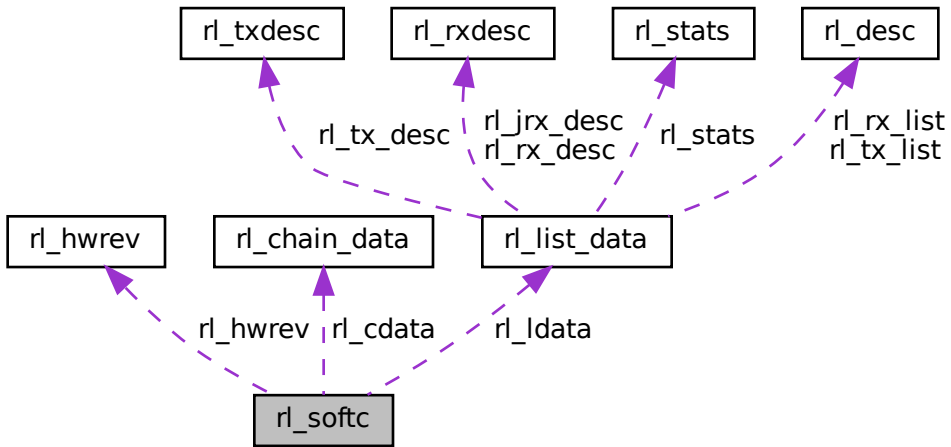 rl_txdesc
rl_rxdesc
rl_stats
rl_desc
rl_tx_desc
rl_jrx_desc
rl_rx_desc
rl_stats
rl_rx_list
rl_tx_list
rl_hwrev
rl_chain_data
rl_list_data
rl_hwrev
rl_cdata
rl_ldata
rl_softc